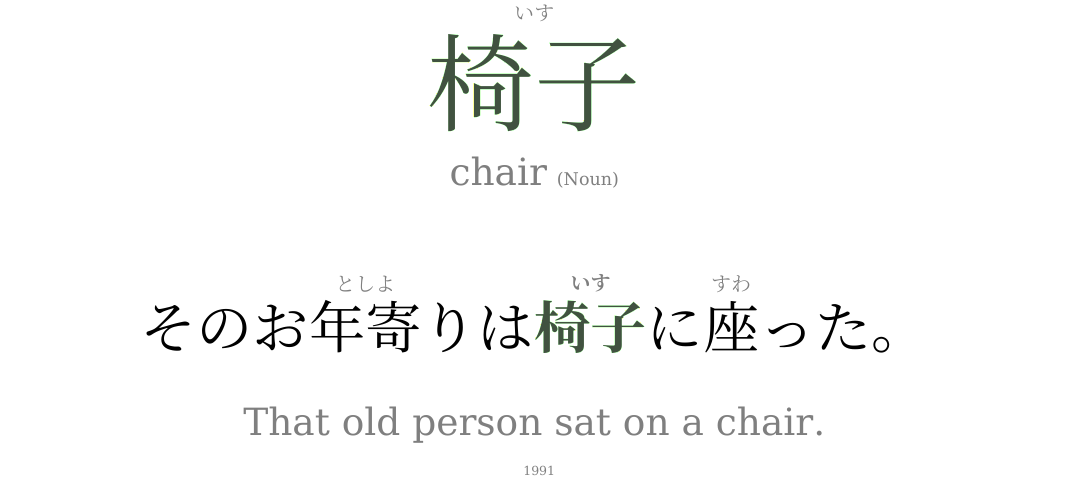 いす
椅子
chair (Noun)
としよ いす すわ
そのお年寄りは椅子に座った。
That old person sat on a chair.
1991